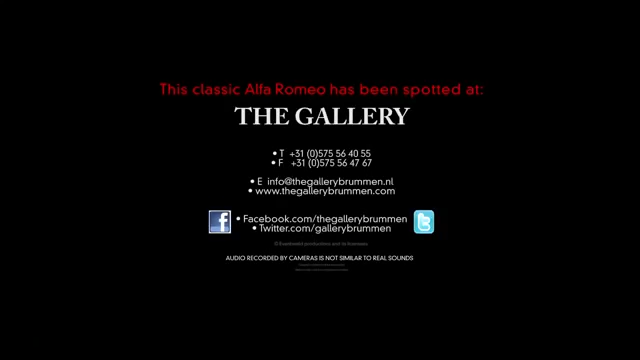 This classic Alfa Romeo has been spotted at:
THE GALLERY
• T +31 (0)575 56 40 55
• F +31 (0)575 56 47 67
• E info@thegallerybrummen.nl
• www.thegallerybrummen.com
• Facebook.com/thegallerybrummen
• Twitter.com/gallerybrummen
AUDIO RECORDED BY CAMERAS IS NOT SIMILAR TO REAL SOUNDS